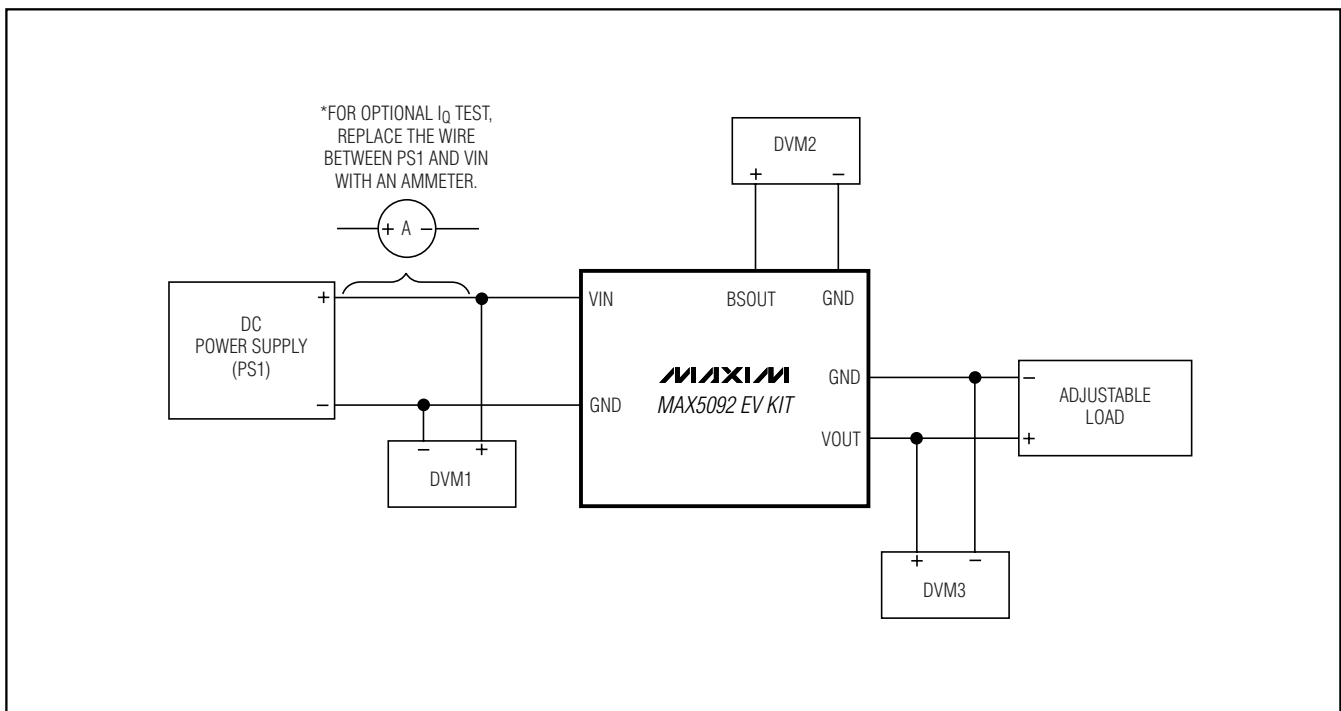 *FOR OPTIONAL IQ TEST,
REPLACE THE WIRE
BETWEEN PS1 AND VIN
WITH AN AMMETER.
+ A −
DVM2
+ −
DC
POWER SUPPLY
(PS1)
+
−
VIN
BSOUT
GND
GND
MAXIM
MAX5092 EV KIT
GND
VOUT
−
+
ADJUSTABLE
LOAD
− +
DVM1
+ −
DVM3